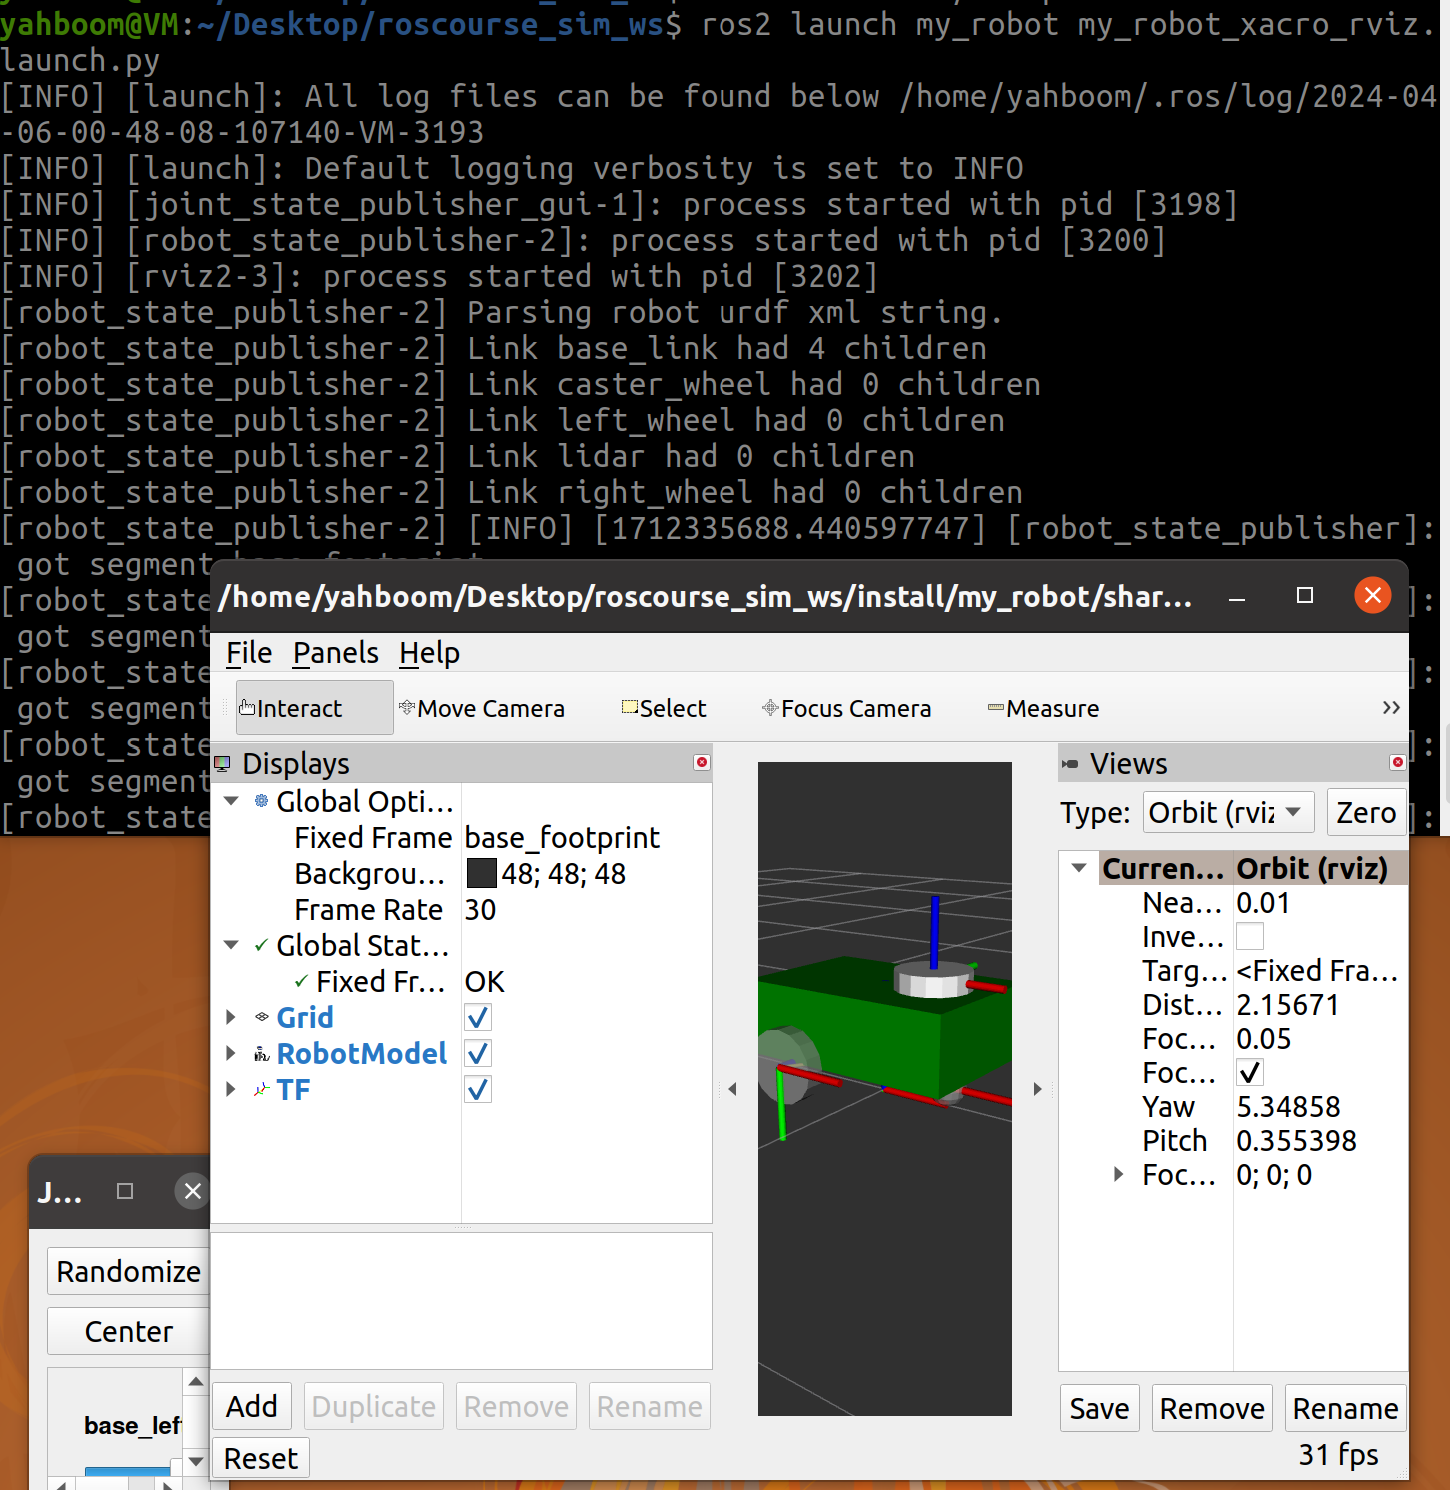 yahboom@VM:~/Desktop/roscourse_sim_ws$ ros2 launch my_robot my_robot_xacro_rviz.
launch.py
[INFO] [launch]: All log files can be found below /home/yahboom/.ros/log/2024-04
-06-00-48-08-107140-VM-3193
[INFO] [launch]: Default logging verbosity is set to INFO
[INFO] [joint_state_publisher_gui-1]: process started with pid [3198]
[INFO] [robot_state_publisher-2]: process started with pid [3200]
[INFO] [rviz2-3]: process started with pid [3202]
[robot_state_publisher-2] Parsing robot urdf xml string.
[robot_state_publisher-2] Link base_link had 4 children
[robot_state_publisher-2] Link caster_wheel had 0 children
[robot_state_publisher-2] Link left_wheel had 0 children
[robot_state_publisher-2] Link lidar had 0 children
[robot_state_publisher-2] Link right_wheel had 0 children
[robot_state_publisher-2] [INFO] [1712335688.440597747] [robot_state_publisher]:
got segment base_footprint
[robot_state ]:
got segment
[robot_state ]:
got segment
[robot_state ]:
got segment
[robot_state ]:
/home/yahboom/Desktop/roscourse_sim_ws/install/my_robot/shar...
File Panels Help
Interact Move Camera Select Focus Camera Measure »
Displays
Global Opti...
Fixed Frame base_footprint
Backgrou... 48; 48; 48
Frame Rate 30
Global Stat...
Fixed Fr... OK
Grid
RobotModel
TF
Add Duplicate Remove Rename
Reset
Views
Type: Orbit (rviz Zero
Curren... Orbit (rviz)
Nea... 0.01
Inve...
Targ... <Fixed Fra...
Dist... 2.15671
Foc... 0.05
Foc...
Yaw 5.34858
Pitch 0.355398
Foc... 0; 0; 0
Save Remove Rename
31 fps
J...
Randomize
Center
base_lef